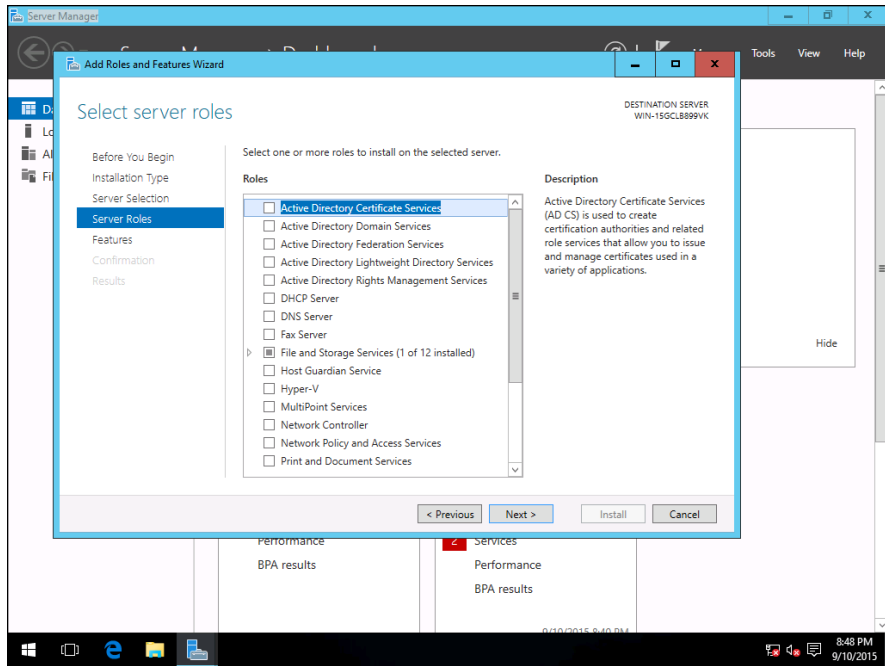 Server Manager
Tools View Help
Add Roles and Features Wizard
Select server roles
DESTINATION SERVER
WIN-15GCLB899VK
Before You Begin
Installation Type
Server Selection
Server Roles
Features
Confirmation
Results
Select one or more roles to install on the selected server.
Roles
Active Directory Certificate Services
Active Directory Domain Services
Active Directory Federation Services
Active Directory Lightweight Directory Services
Active Directory Rights Management Services
DHCP Server
DNS Server
Fax Server
File and Storage Services (1 of 12 installed)
Host Guardian Service
Hyper-V
MultiPoint Services
Network Controller
Network Policy and Access Services
Print and Document Services
Description
Active Directory Certificate Services
(AD CS) is used to create
certification authorities and related
role services that allow you to issue
and manage certificates used in a
variety of applications.
Hide
< Previous Next > Install Cancel
Performance
BPA results
2 Services
Performance
BPA results
9/10/2015 8:40 PM
8:48 PM
9/10/2015